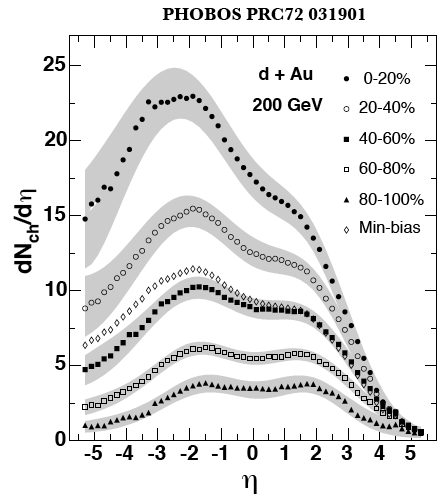 PHOBOS PRC72 031901
d + Au
200 GeV
0-20%
20-40%
40-60%
60-80%
80-100%
Min-bias
dN_ch/dη
25
20
15
10
5
0
-5 -4 -3 -2 -1 0 1 2 3 4 5
η